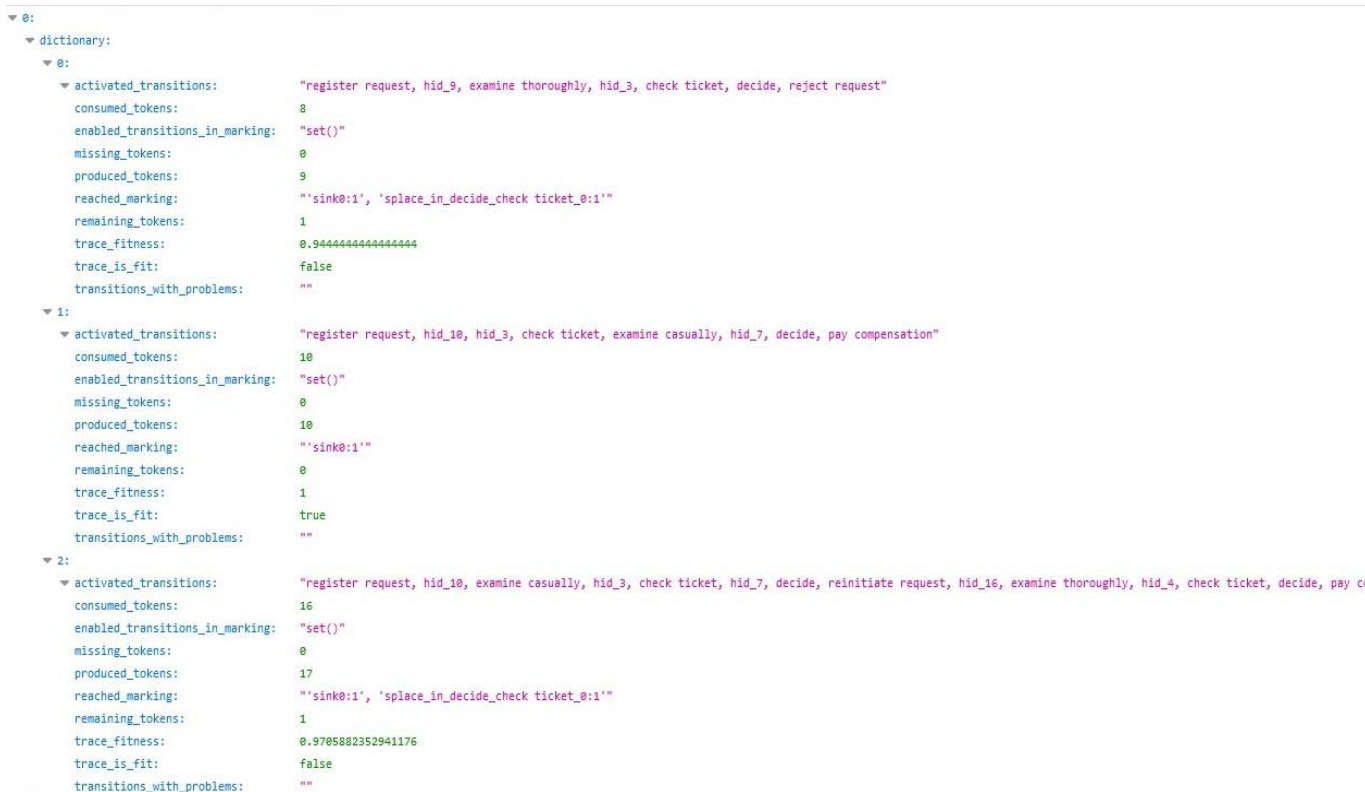 0:
dictionary:
0:
activated_transitions: "register request, hid_9, examine thoroughly, hid_3, check ticket, decide, reject request"
consumed_tokens: 8
enabled_transitions_in_marking: "set()"
missing_tokens: 0
produced_tokens: 9
reached_marking: "'sink0:1', 'splace_in_decide_check ticket_0:1'"
remaining_tokens: 1
trace_fitness: 0.9444444444444444
trace_is_fit: false
transitions_with_problems: ""
1:
activated_transitions: "register request, hid_10, hid_3, check ticket, examine casually, hid_7, decide, pay compensation"
consumed_tokens: 10
enabled_transitions_in_marking: "set()"
missing_tokens: 0
produced_tokens: 10
reached_marking: "'sink0:1'"
remaining_tokens: 0
trace_fitness: 1
trace_is_fit: true
transitions_with_problems: ""
2:
activated_transitions: "register request, hid_10, examine casually, hid_3, check ticket, hid_7, decide, reinitiate request, hid_16, examine thoroughly, hid_4, check ticket, decide, pay
consumed_tokens: 16
enabled_transitions_in_marking: "set()"
missing_tokens: 0
produced_tokens: 17
reached_marking: "'sink0:1', 'splace_in_decide_check ticket_0:1'"
remaining_tokens: 1
trace_fitness: 0.9705882352941176
trace_is_fit: false
transitions_with_problems: ""